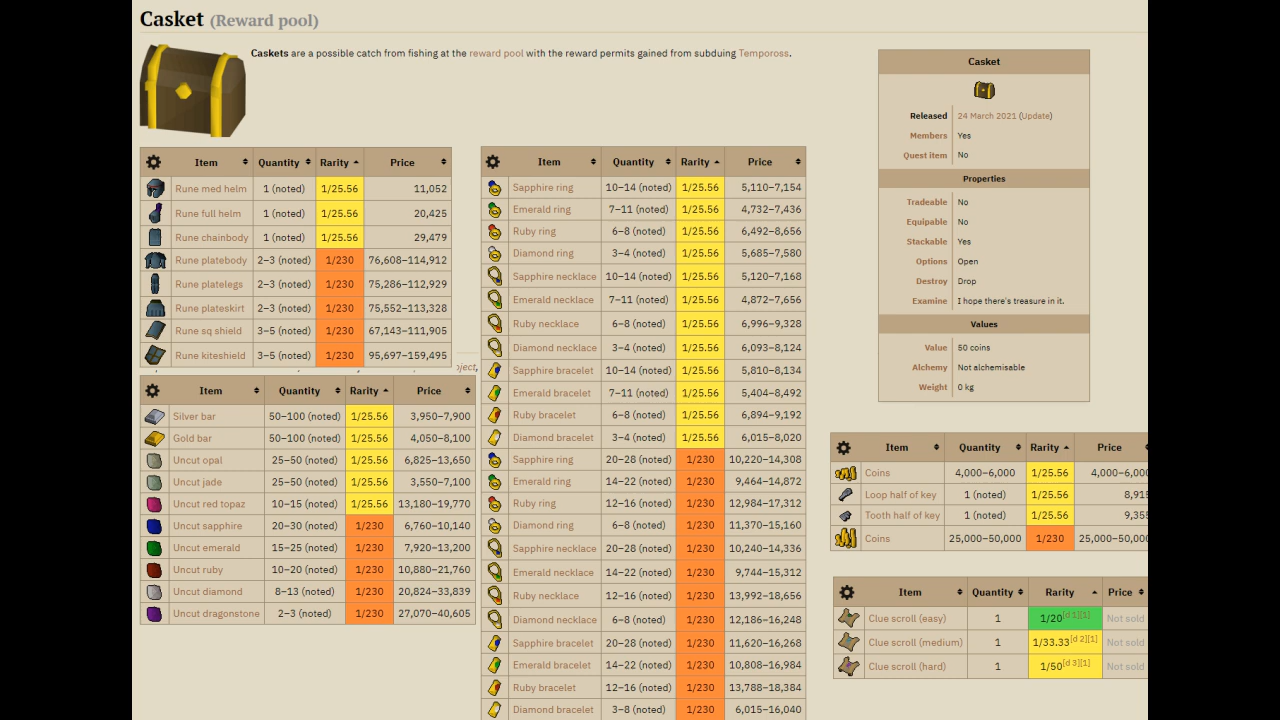 Casket (Reward pool)
Caskets are a possible catch from fishing at the reward pool with the reward permits gained from subduing Tempoross.
Item Quantity Rarity Price
Rune med helm 1 (noted) 1/25.56 11,052
Rune full helm 1 (noted) 1/25.56 20,425
Rune chainbody 1 (noted) 1/25.56 29,479
Rune platebody 2–3 (noted) 1/230 76,608–114,912
Rune platelegs 2–3 (noted) 1/230 75,286–112,929
Rune plateskirt 2–3 (noted) 1/230 75,552–113,328
Rune sq shield 3–5 (noted) 1/230 67,143–111,905
Rune kiteshield 3–5 (noted) 1/230 95,697–159,495
Item Quantity Rarity Price
Silver bar 50–100 (noted) 1/25.56 3,950–7,900
Gold bar 50–100 (noted) 1/25.56 4,050–8,100
Uncut opal 25–50 (noted) 1/25.56 6,825–13,650
Uncut jade 25–50 (noted) 1/25.56 3,550–7,100
Uncut red topaz 10–15 (noted) 1/25.56 13,180–19,770
Uncut sapphire 20–30 (noted) 1/230 6,760–10,140
Uncut emerald 15–25 (noted) 1/230 7,920–13,200
Uncut ruby 10–20 (noted) 1/230 10,880–21,760
Uncut diamond 8–13 (noted) 1/230 20,824–33,839
Uncut dragonstone 2–3 (noted) 1/230 27,070–40,605
Item Quantity Rarity Price
Sapphire ring 10–14 (noted) 1/25.56 5,110–7,154
Emerald ring 7–11 (noted) 1/25.56 4,732–7,436
Ruby ring 6–8 (noted) 1/25.56 6,492–8,656
Diamond ring 3–4 (noted) 1/25.56 5,685–7,580
Sapphire necklace 10–14 (noted) 1/25.56 5,120–7,168
Emerald necklace 7–11 (noted) 1/25.56 4,872–7,656
Ruby necklace 6–8 (noted) 1/25.56 6,996–9,328
Diamond necklace 3–4 (noted) 1/25.56 6,093–8,124
Sapphire bracelet 10–14 (noted) 1/25.56 5,810–8,134
Emerald bracelet 7–11 (noted) 1/25.56 5,404–8,492
Ruby bracelet 6–8 (noted) 1/25.56 6,894–9,192
Diamond bracelet 3–4 (noted) 1/25.56 6,015–8,020
Sapphire ring 20–28 (noted) 1/230 10,220–14,308
Emerald ring 14–22 (noted) 1/230 9,464–14,872
Ruby ring 12–16 (noted) 1/230 12,984–17,312
Diamond ring 6–8 (noted) 1/230 11,370–15,160
Sapphire necklace 20–28 (noted) 1/230 10,240–14,336
Emerald necklace 14–22 (noted) 1/230 9,744–15,312
Ruby necklace 12–16 (noted) 1/230 13,992–18,656
Diamond necklace 6–8 (noted) 1/230 12,186–16,248
Sapphire bracelet 20–28 (noted) 1/230 11,620–16,268
Emerald bracelet 14–22 (noted) 1/230 10,808–16,984
Ruby bracelet 12–16 (noted) 1/230 13,788–18,384
Diamond bracelet 3–8 (noted) 1/230 6,015–16,040
Casket
Released 24 March 2021 (Update)
Members Yes
Quest item No
Properties
Tradeable No
Equipable No
Stackable Yes
Options Open
Destroy Drop
Examine I hope there's treasure in it.
Values
Value 50 coins
Alchemy Not alchemisable
Weight 0 kg
Item Quantity Rarity Price
Coins 4,000–6,000 1/25.56 4,000–6,000
Loop half of key 1 (noted) 1/25.56 8,915
Tooth half of key 1 (noted) 1/25.56 9,355
Coins 25,000–50,000 1/230 25,000–50,000
Item Quantity Rarity Price
Clue scroll (easy) 1 1/20[d 1][1] Not sold
Clue scroll (medium) 1 1/33.33[d 2][1] Not sold
Clue scroll (hard) 1 1/50[d 3][1] Not sold